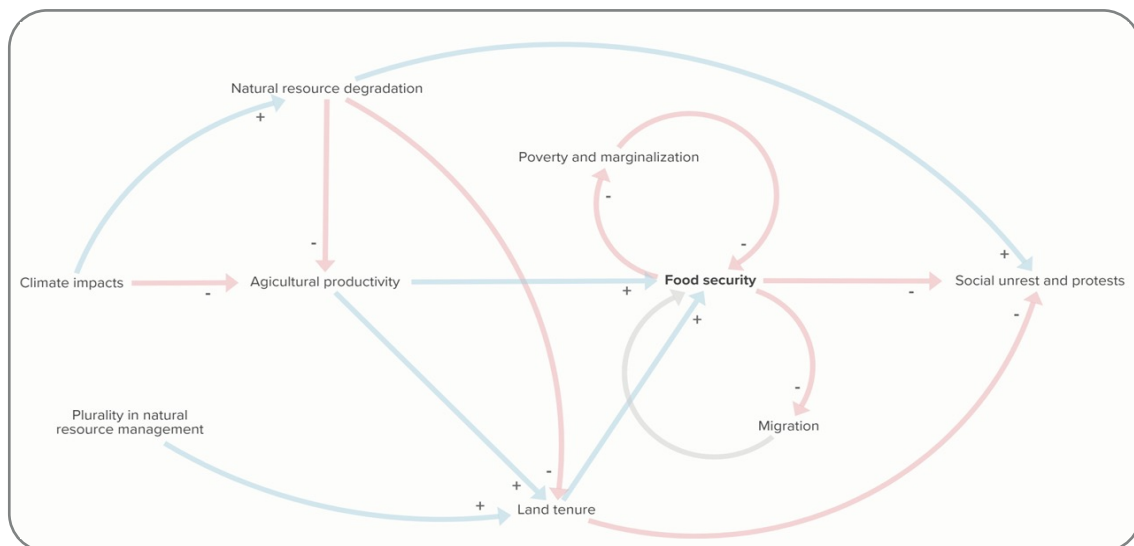 Natural resource degradation
+
Poverty and marginalization
-
-
-
+
Climate impacts
-
Agicultural productivity
+
Food security
-
Social unrest and protests
+
-
-
Plurality in natural
resource management
Migration
-
+
+
Land tenure